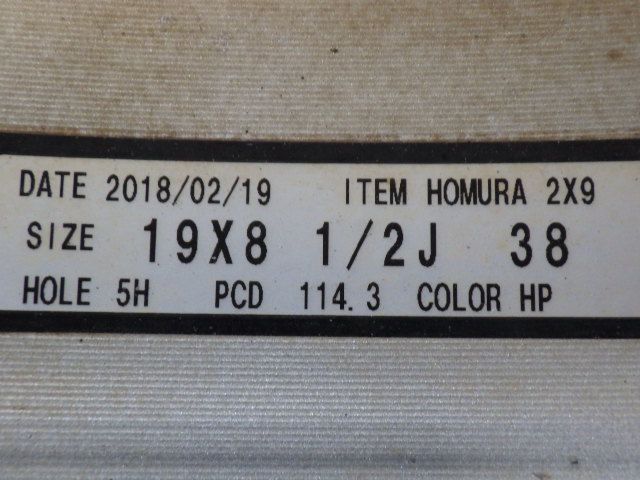 DATE 2018/02/19 ITEM HOMURA 2X9
SIZE 19X8 1/2J 38
HOLE 5H PCD 114.3 COLOR HP